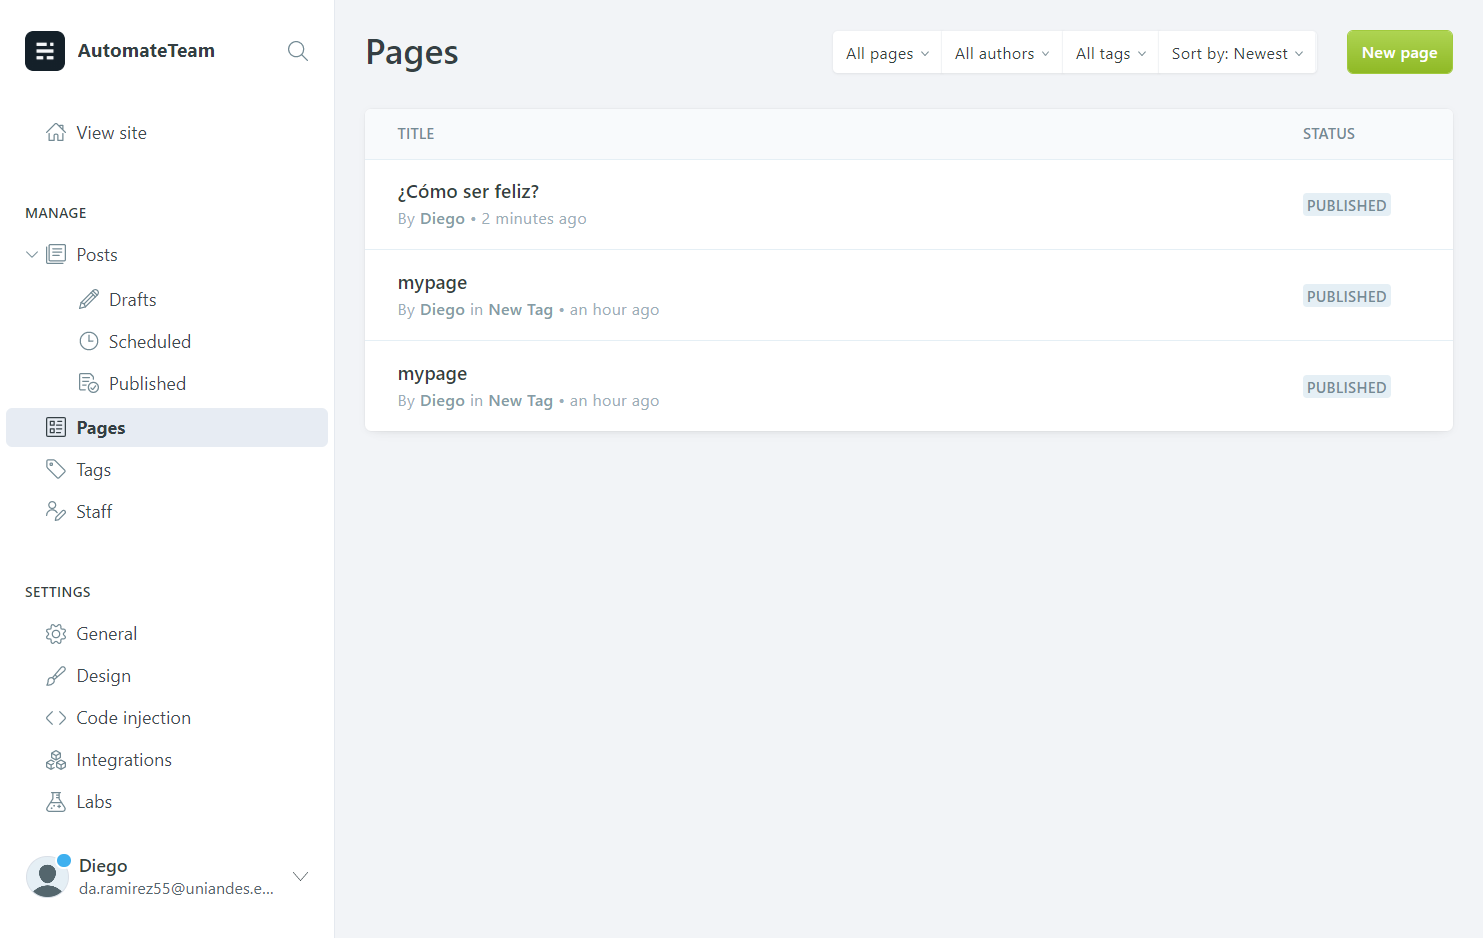 AutomateTeam
View site
MANAGE
Posts
Drafts
Scheduled
Published
Pages
Tags
Staff
SETTINGS
General
Design
Code injection
Integrations
Labs
Diego
da.ramirez55@uniandes.e...
Pages
All pages
All authors
All tags
Sort by: Newest
New page
TITLE
STATUS
¿Cómo ser feliz?
By Diego • 2 minutes ago
PUBLISHED
mypage
By Diego in New Tag • an hour ago
PUBLISHED
mypage
By Diego in New Tag • an hour ago
PUBLISHED